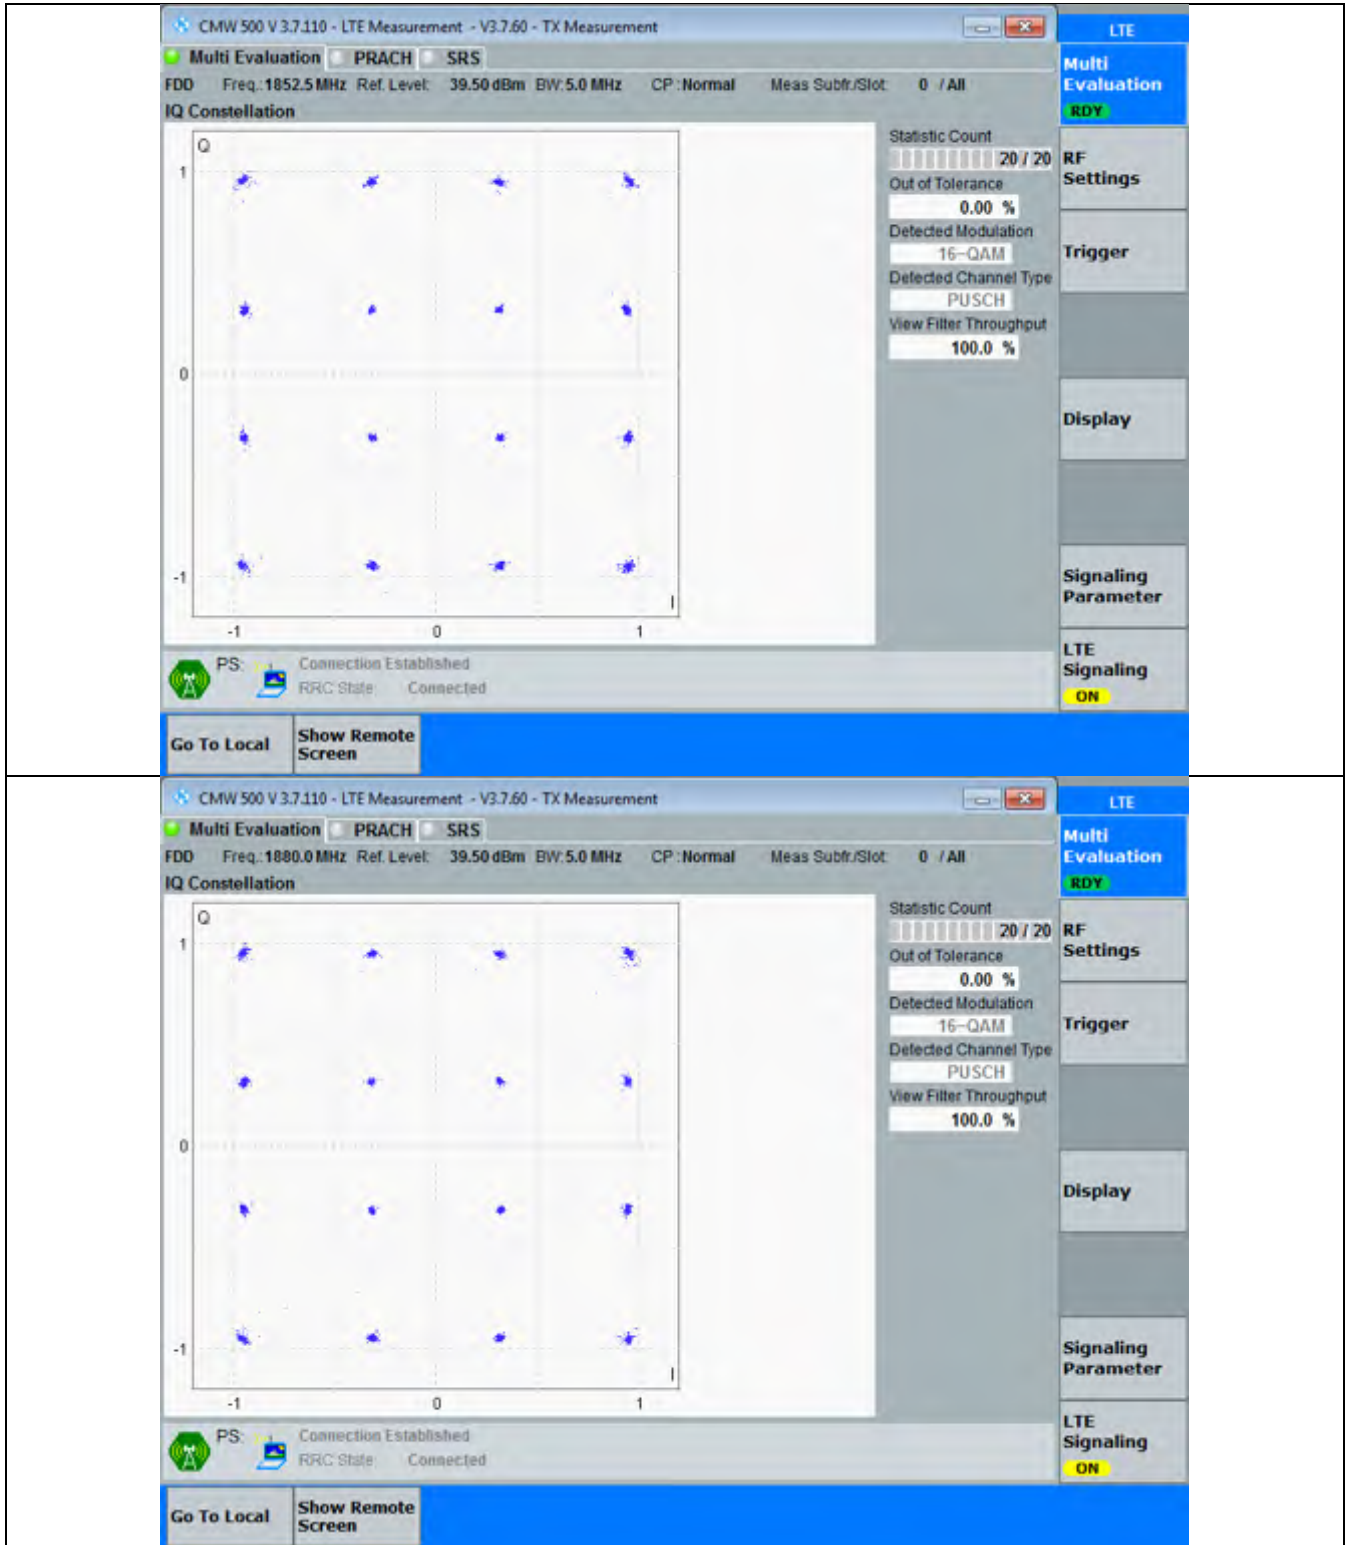 CMW 500 V 3.7.110 - LTE Measurement - V3.7.60 - TX Measurement
LTE
Multi Evaluation PRACH SRS
Multi
Evaluation
RDY
FDD Freq.: 1852.5 MHz Ref. Level: 39.50 dBm BW: 5.0 MHz CP : Normal Meas Subfr./Slot: 0 / All
IQ Constellation
Q
1
0
-1
-1 0 1
I
Statistic Count
20 / 20
Out of Tolerance
0.00 %
Detected Modulation
16-QAM
Detected Channel Type
PUSCH
View Filter Throughput
100.0 %
RF
Settings
Trigger
Display
Signaling
Parameter
LTE
Signaling
ON
PS: Connection Established
RRC State Connected
Go To Local Show Remote
Screen
CMW 500 V 3.7.110 - LTE Measurement - V3.7.60 - TX Measurement
LTE
Multi Evaluation PRACH SRS
Multi
Evaluation
RDY
FDD Freq.: 1880.0 MHz Ref. Level: 39.50 dBm BW: 5.0 MHz CP : Normal Meas Subfr./Slot: 0 / All
IQ Constellation
Q
1
0
-1
-1 0 1
I
Statistic Count
20 / 20
Out of Tolerance
0.00 %
Detected Modulation
16-QAM
Detected Channel Type
PUSCH
View Filter Throughput
100.0 %
RF
Settings
Trigger
Display
Signaling
Parameter
LTE
Signaling
ON
PS: Connection Established
RRC State Connected
Go To Local Show Remote
Screen